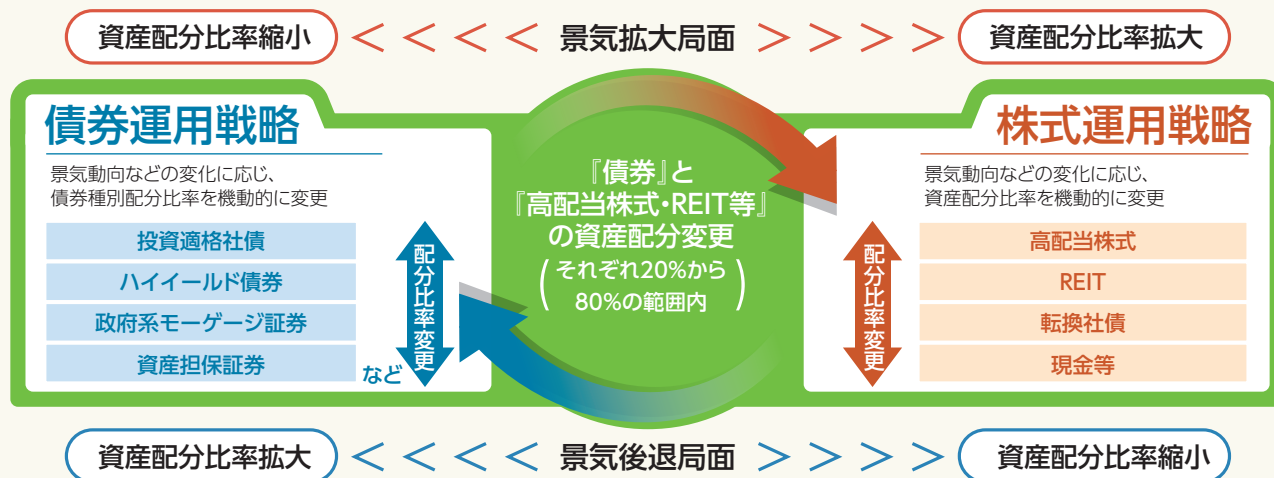 資産配分比率縮小 ＜ ＜ ＜ ＜ ＜ 景気拡大局面 ＞ ＞ ＞ ＞ ＞ 資産配分比率拡大
債券運用戦略
景気動向などの変化に応じ、
債券種別配分比率を機動的に変更
投資適格社債
ハイイールド債券
政府系モーゲージ証券
資産担保証券
など
配分比率変更
『債券』と
『高配当株式・REIT等』
の資産配分変更
(それぞれ20%から
80%の範囲内)
株式運用戦略
景気動向などの変化に応じ、
資産配分比率を機動的に変更
配分比率変更
高配当株式
REIT
転換社債
現金等
資産配分比率拡大 ＜ ＜ ＜ ＜ ＜ 景気後退局面 ＞ ＞ ＞ ＞ ＞ 資産配分比率縮小